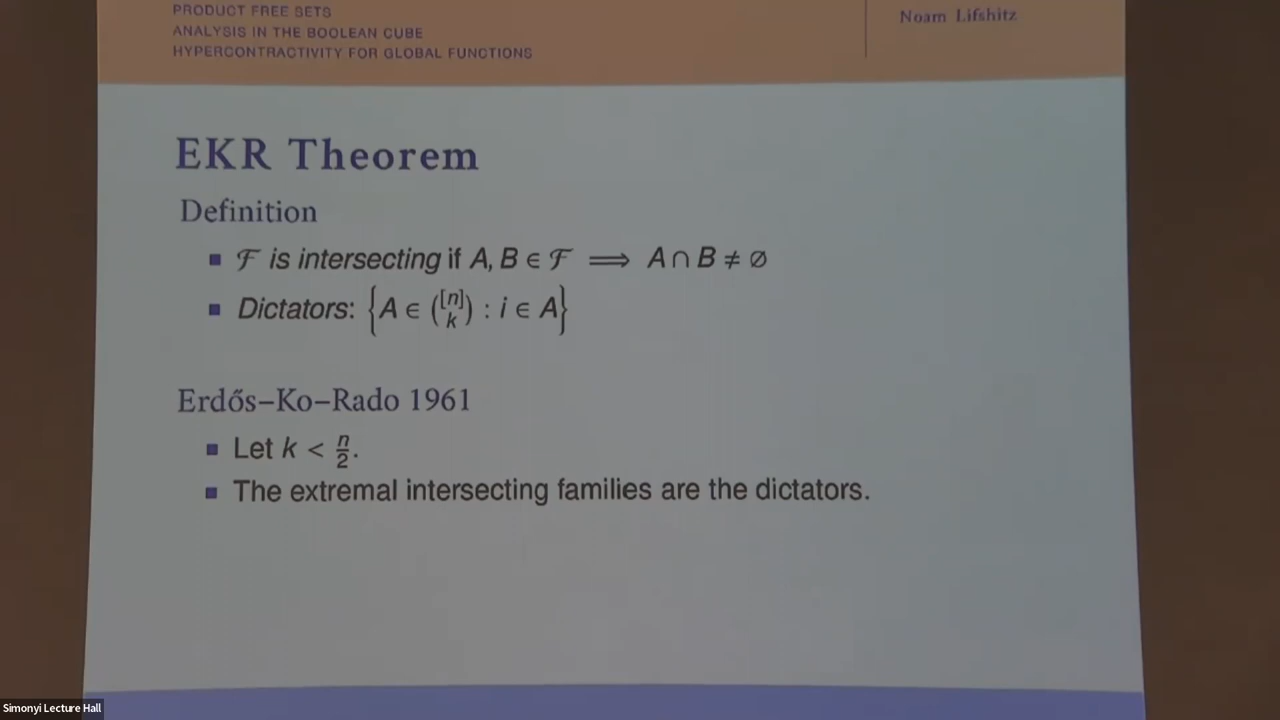 PRODUCT FREE SETS
ANALYSIS IN THE BOOLEAN CUBE
HYPERCONTRACTIVITY FOR GLOBAL FUNCTIONS
Noam Lifshitz
EKR Theorem
Definition
▪ ℱ is intersecting if A, B ∈ ℱ ⟹ A ∩ B ≠ ∅
▪ Dictators: {A ∈ ([n] k) : i ∈ A}
Erdős–Ko–Rado 1961
▪ Let k < n/2.
▪ The extremal intersecting families are the dictators.
Simonyi Lecture Hall